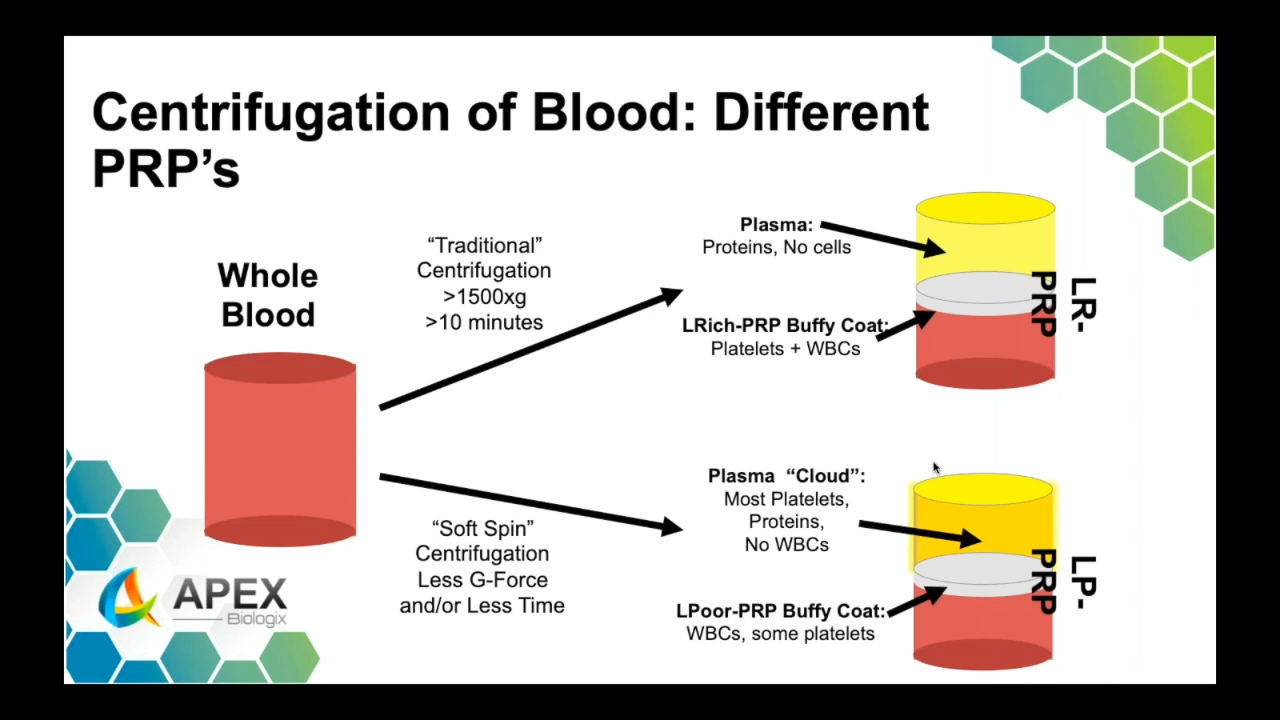 Centrifugation of Blood: Different
PRP’s
Whole
Blood
“Traditional”
Centrifugation
>1500xg
>10 minutes
Plasma:
Proteins, No cells
LRich-PRP Buffy Coat:
Platelets + WBCs
LR-
PRP
“Soft Spin”
Centrifugation
Less G-Force
and/or Less Time
Plasma “Cloud”:
Most Platelets,
Proteins,
No WBCs
LPoor-PRP Buffy Coat:
WBCs, some platelets
LP-
PRP
APEX
Biologix